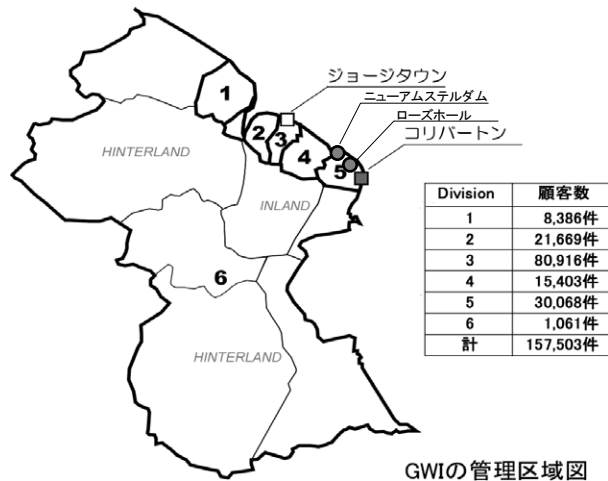 ジョージタウン
ニューアムステルダム
ローズホール
コリバートン
1
2
3
4
5
HINTERLAND
INLAND
6
HINTERLAND
Division 顧客数
1 8,386件
2 21,669件
3 80,916件
4 15,403件
5 30,068件
6 1,061件
計 157,503件
GWIの管理区域図